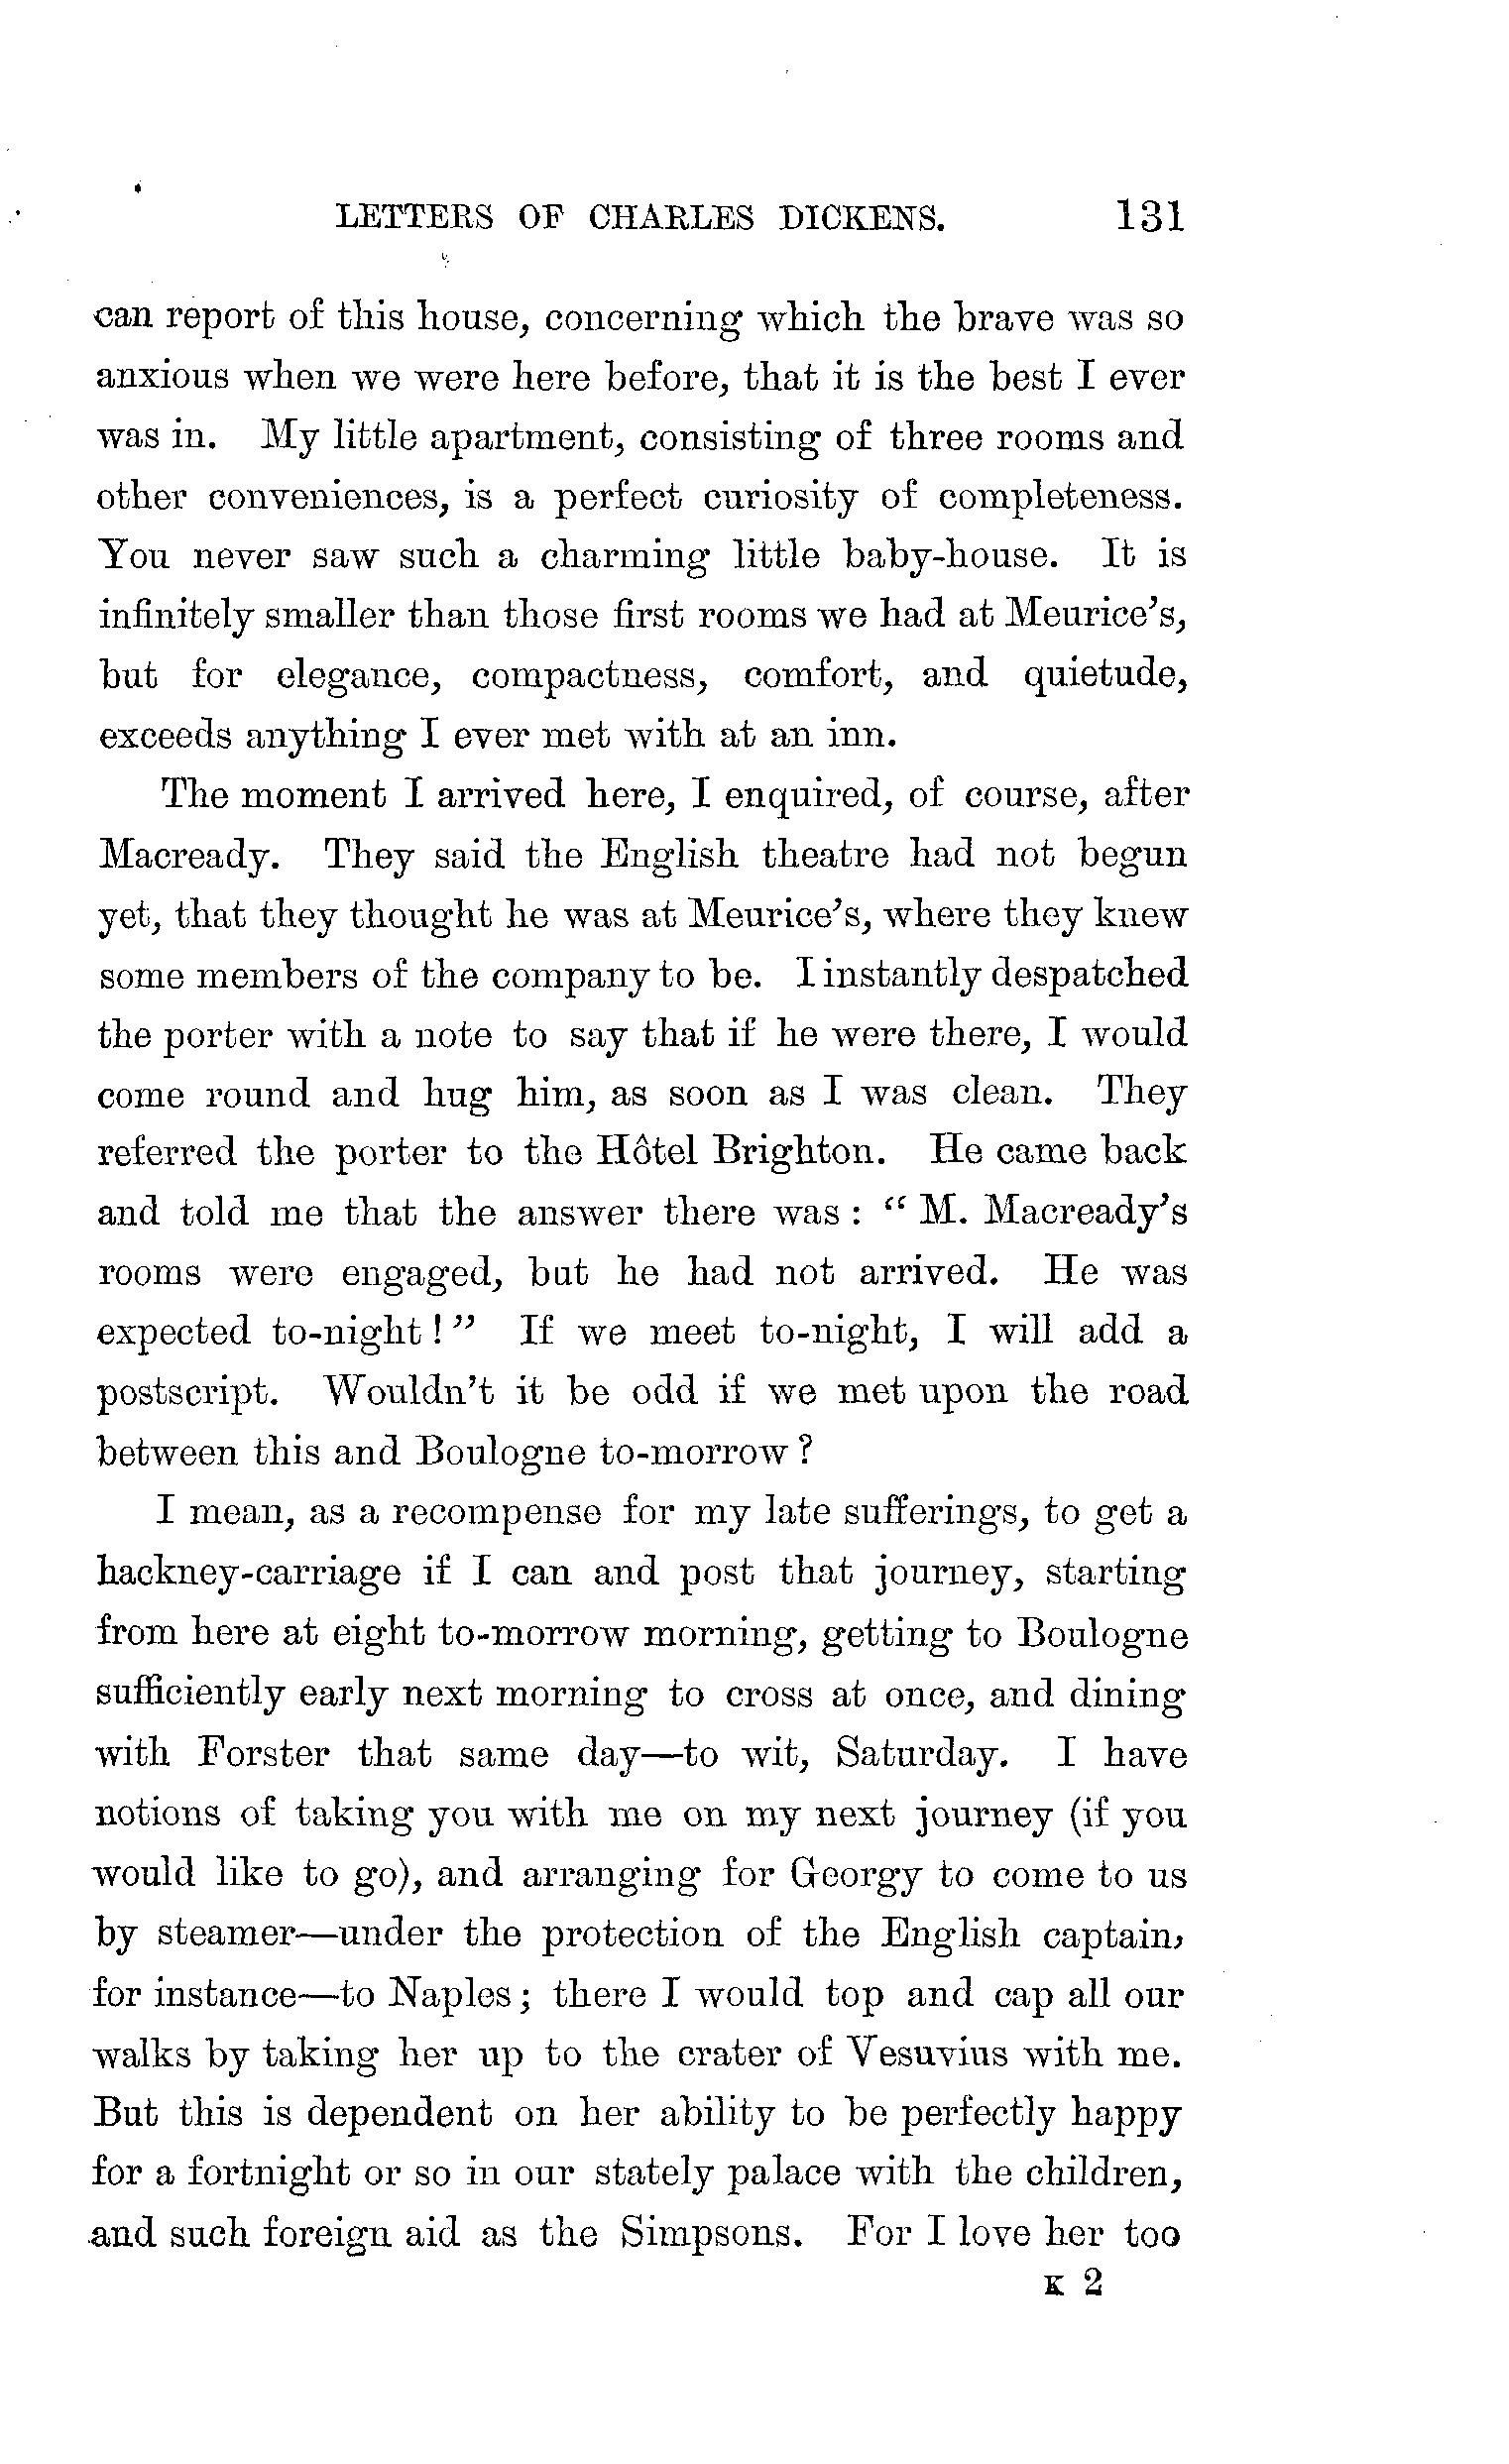 LETTERS OF CHARLES DICKENS. 131
can report of this house, concerning which the brave was so
anxious when we were here before, that it is the best I ever
was in. My little apartment, consisting of three rooms and
other conveniences, is a perfect curiosity of completeness.
You never saw such a charming little baby-house. It is
infinitely smaller than those first rooms we had at Meurice's,
but for elegance, compactness, comfort, and quietude,
exceeds anything I ever met with at an inn.
The moment I arrived here, I enquired, of course, after
Macready. They said the English theatre had not begun
yet, that they thought he was at Meurice's, where they knew
some members of the company to be. I instantly despatched
the porter with a note to say that if he were there, I would
come round and hug him, as soon as I was clean. They
referred the porter to the Hôtel Brighton. He came back
and told me that the answer there was: “M. Macready's
rooms were engaged, but he had not arrived. He was
expected to-night!” If we meet to-night, I will add a
postscript. Wouldn't it be odd if we met upon the road
between this and Boulogne to-morrow?
I mean, as a recompense for my late sufferings, to get a
hackney-carriage if I can and post that journey, starting
from here at eight to-morrow morning, getting to Boulogne
sufficiently early next morning to cross at once, and dining
with Forster that same day—to wit, Saturday. I have
notions of taking you with me on my next journey (if you
would like to go), and arranging for Georgy to come to us
by steamer—under the protection of the English captain,
for instance—to Naples; there I would top and cap all our
walks by taking her up to the crater of Vesuvius with me.
But this is dependent on her ability to be perfectly happy
for a fortnight or so in our stately palace with the children,
and such foreign aid as the Simpsons. For I love her too
K 2